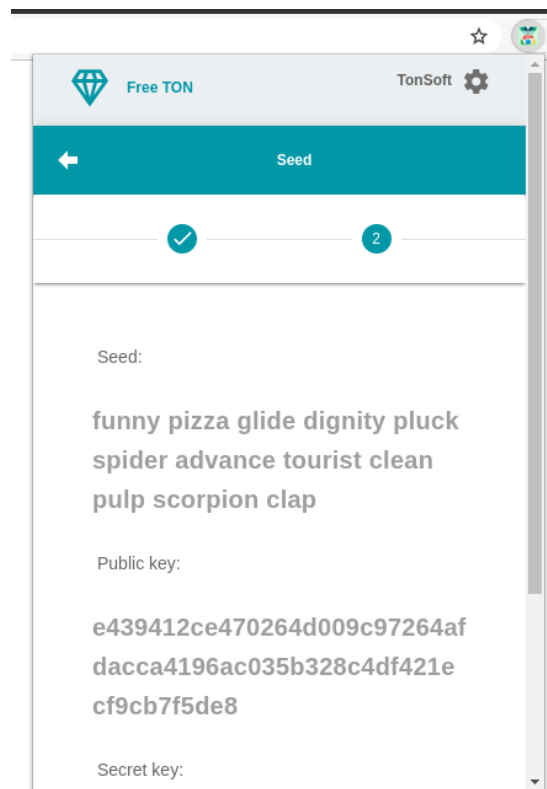 Free TON
TonSoft
Seed
2
Seed:
funny pizza glide dignity pluck
spider advance tourist clean
pulp scorpion clap
Public key:
e439412ce470264d009c97264af
dacca4196ac035b328c4df421e
cf9cb7f5de8
Secret key: